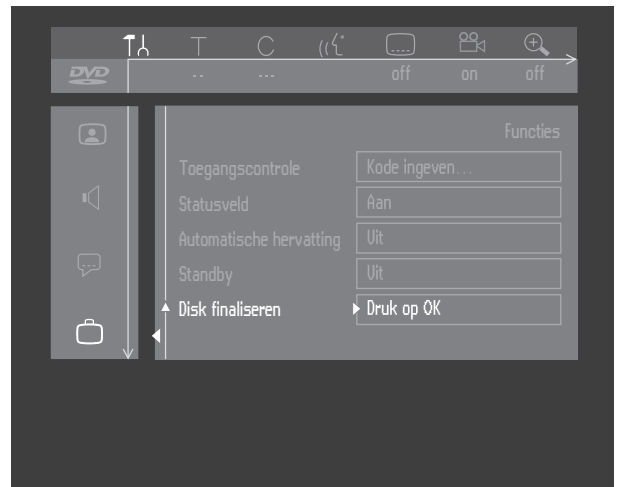 T C
DVD -- --- off on off
Functies
Toegangscontrole Kode ingeven...
Statusveld Aan
Automatische hervatting Uit
Standby Uit
Disk finaliseren Druk op OK